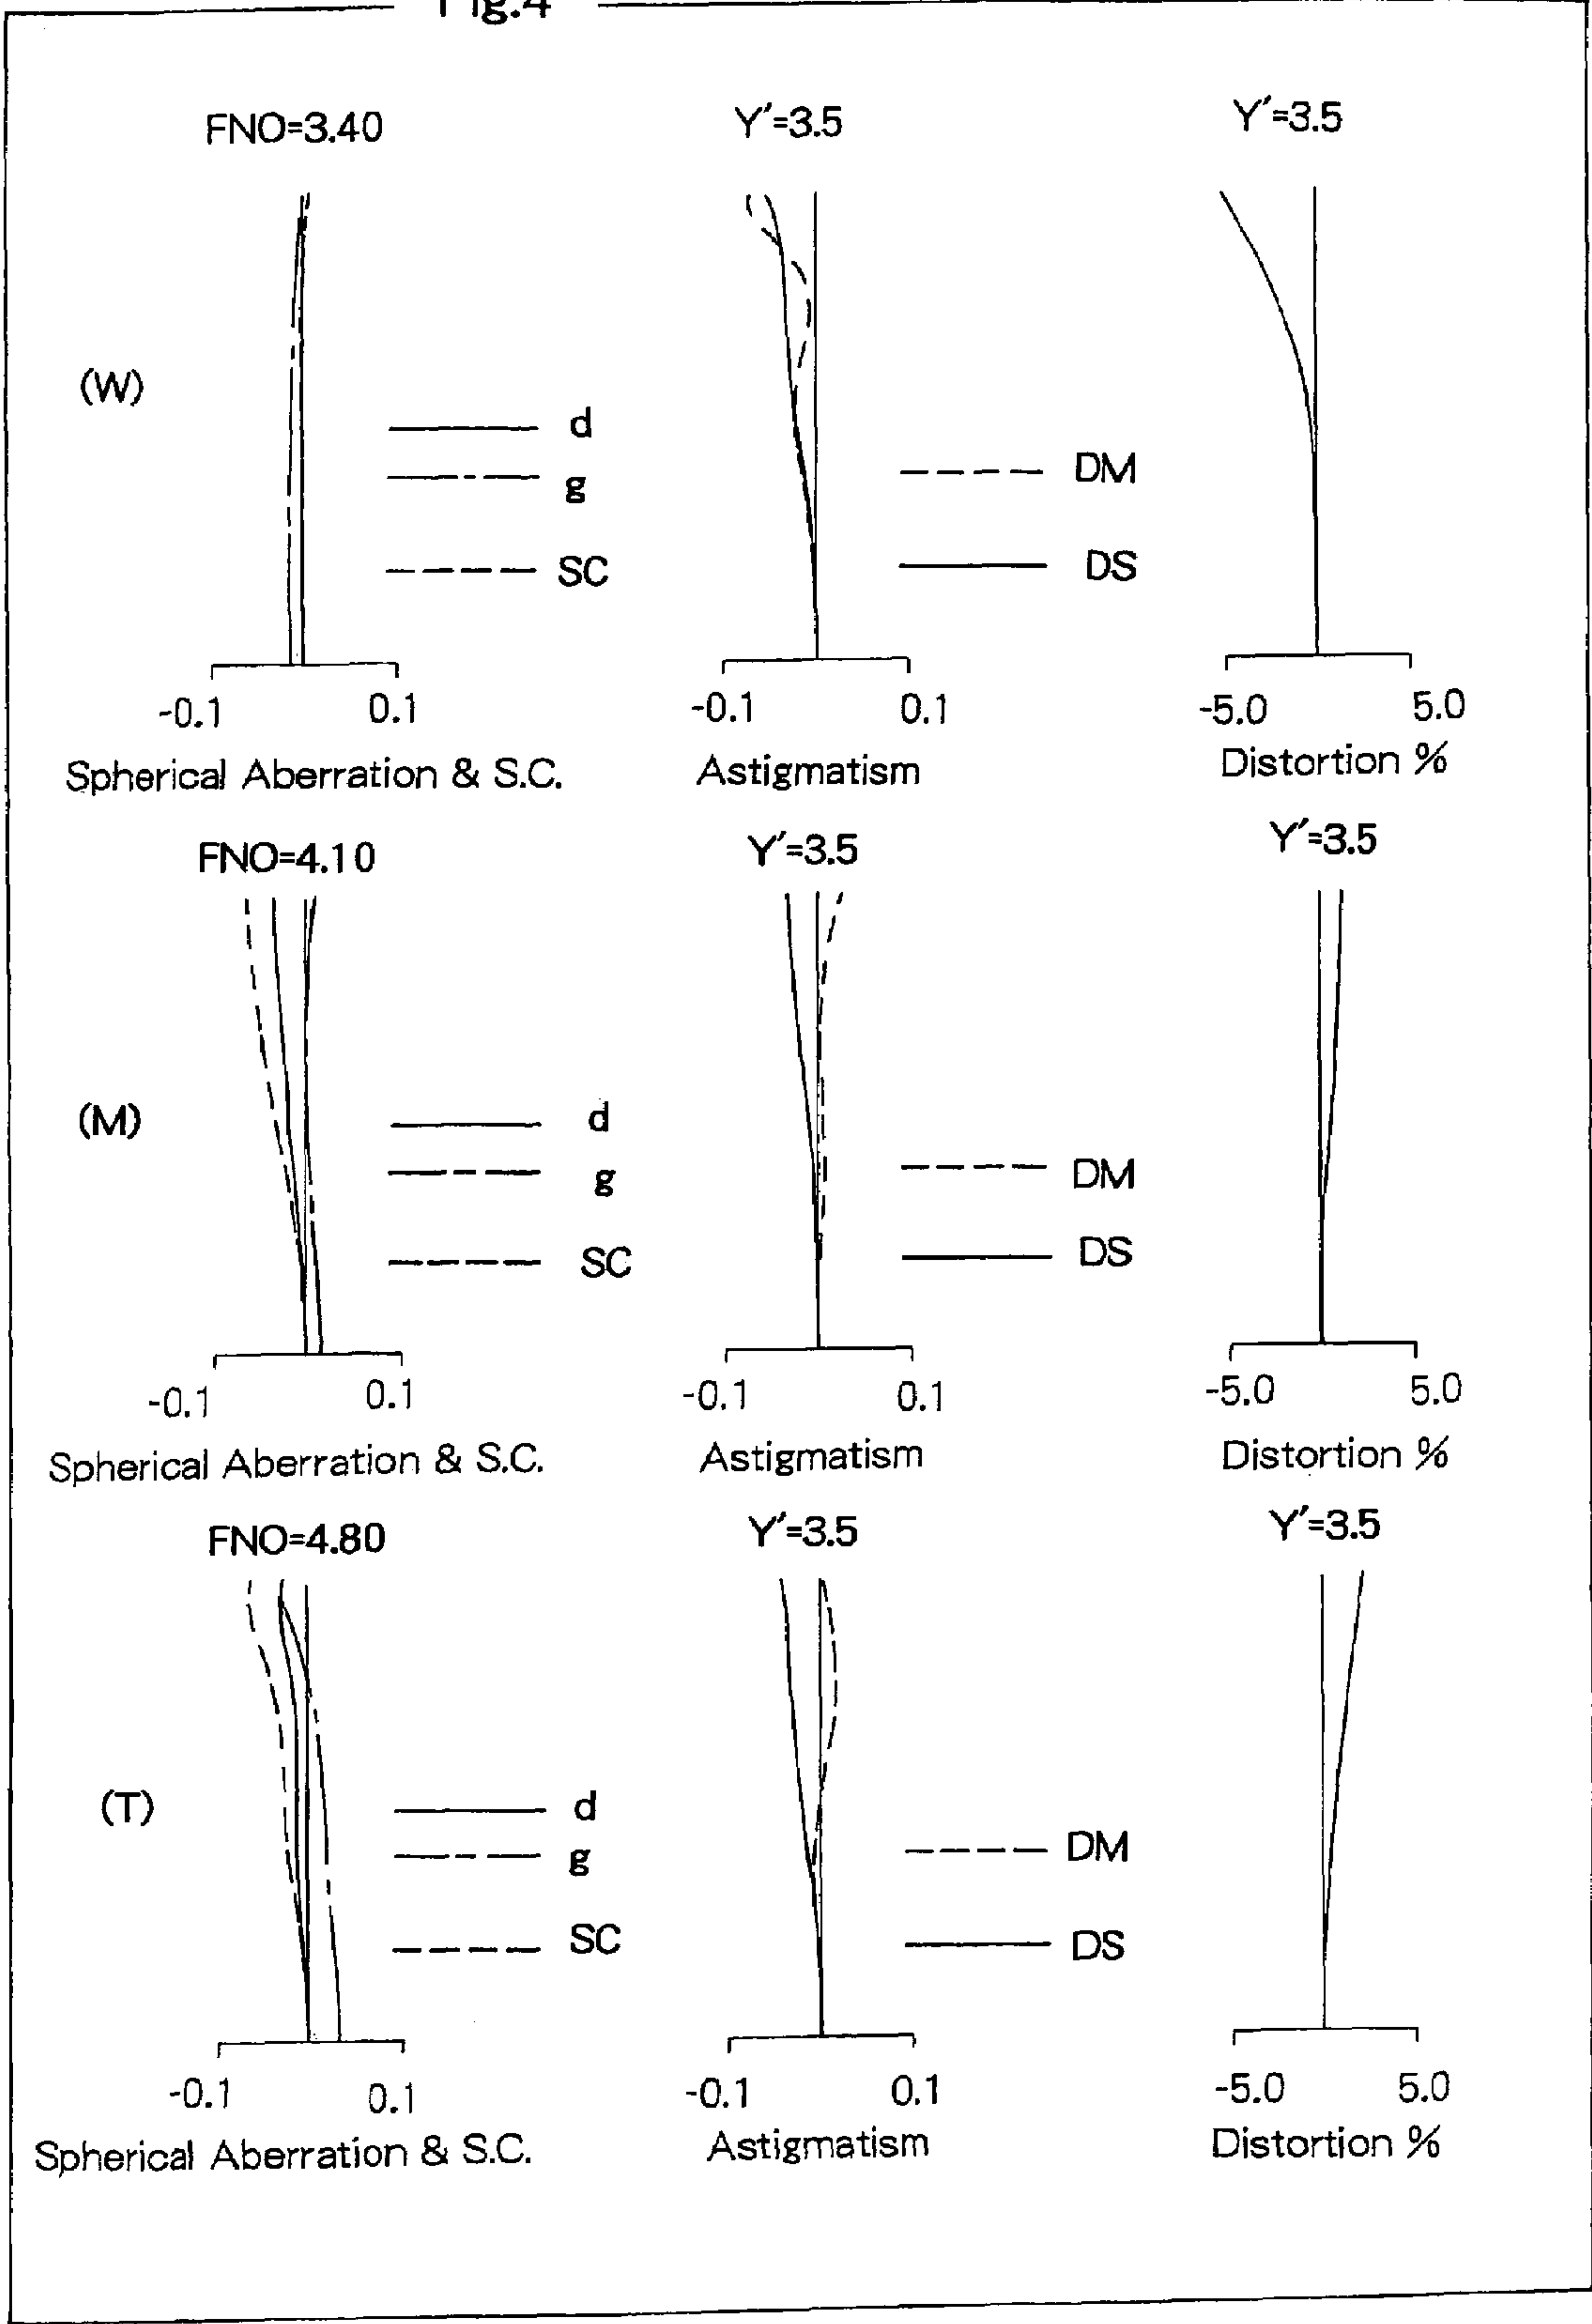 Fig.4
FNO=3.40
Y'=3.5
Y'=3.5
(W)
d
g
SC
DM
DS
-0.1 0.1
-0.1 0.1
-5.0 5.0
Spherical Aberration & S.C.
Astigmatism
Distortion %
FNO=4.10
Y'=3.5
Y'=3.5
(M)
d
g
SC
DM
DS
-0.1 0.1
-0.1 0.1
-5.0 5.0
Spherical Aberration & S.C.
Astigmatism
Distortion %
FNO=4.80
Y'=3.5
Y'=3.5
(T)
d
g
SC
DM
DS
-0.1 0.1
-0.1 0.1
-5.0 5.0
Spherical Aberration & S.C.
Astigmatism
Distortion %